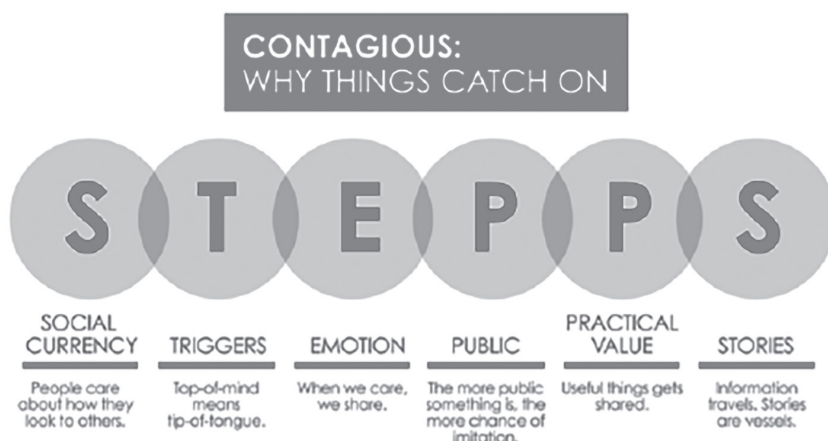 CONTAGIOUS:
WHY THINGS CATCH ON
S T E P P S
SOCIAL
CURRENCY
People care
about how they
look to others.
TRIGGERS
Top-of-mind
means
tip-of-tongue.
EMOTION
When we care,
we share.
PUBLIC
The more public
something is, the
more chance of
imitation.
PRACTICAL
VALUE
Useful things gets
shared.
STORIES
Information
travels. Stories
are vessels.